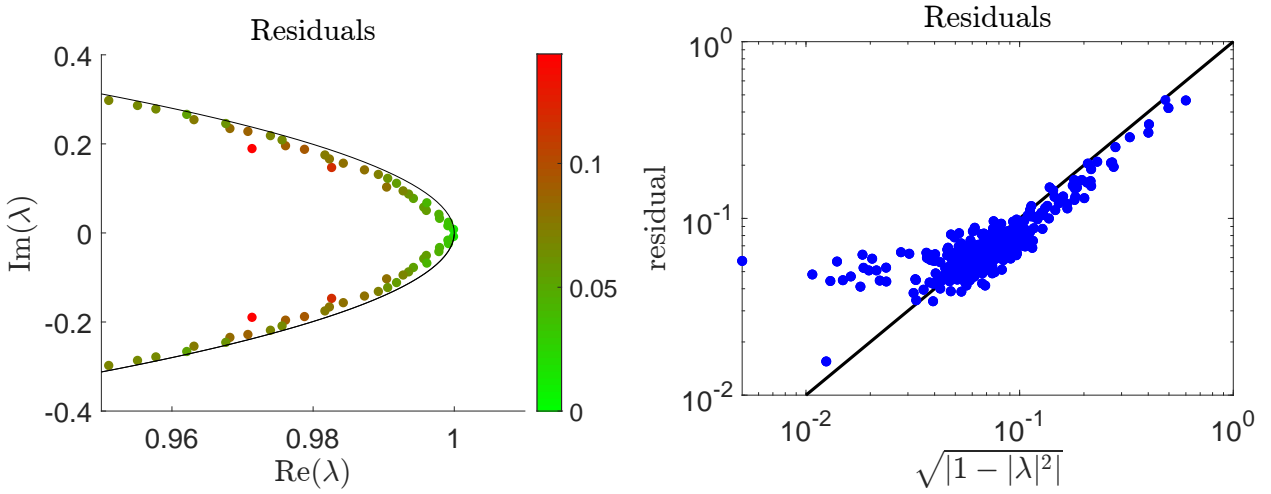 Residuals
0.4
0.2
0
-0.2
-0.4
Im(λ)
0.96
0.98
1
Re(λ)
0.1
0.05
0
Residuals
10^0
10^{-1}
10^{-2}
residual
10^{-2}
10^{-1}
10^0
√|1 − |λ|²|